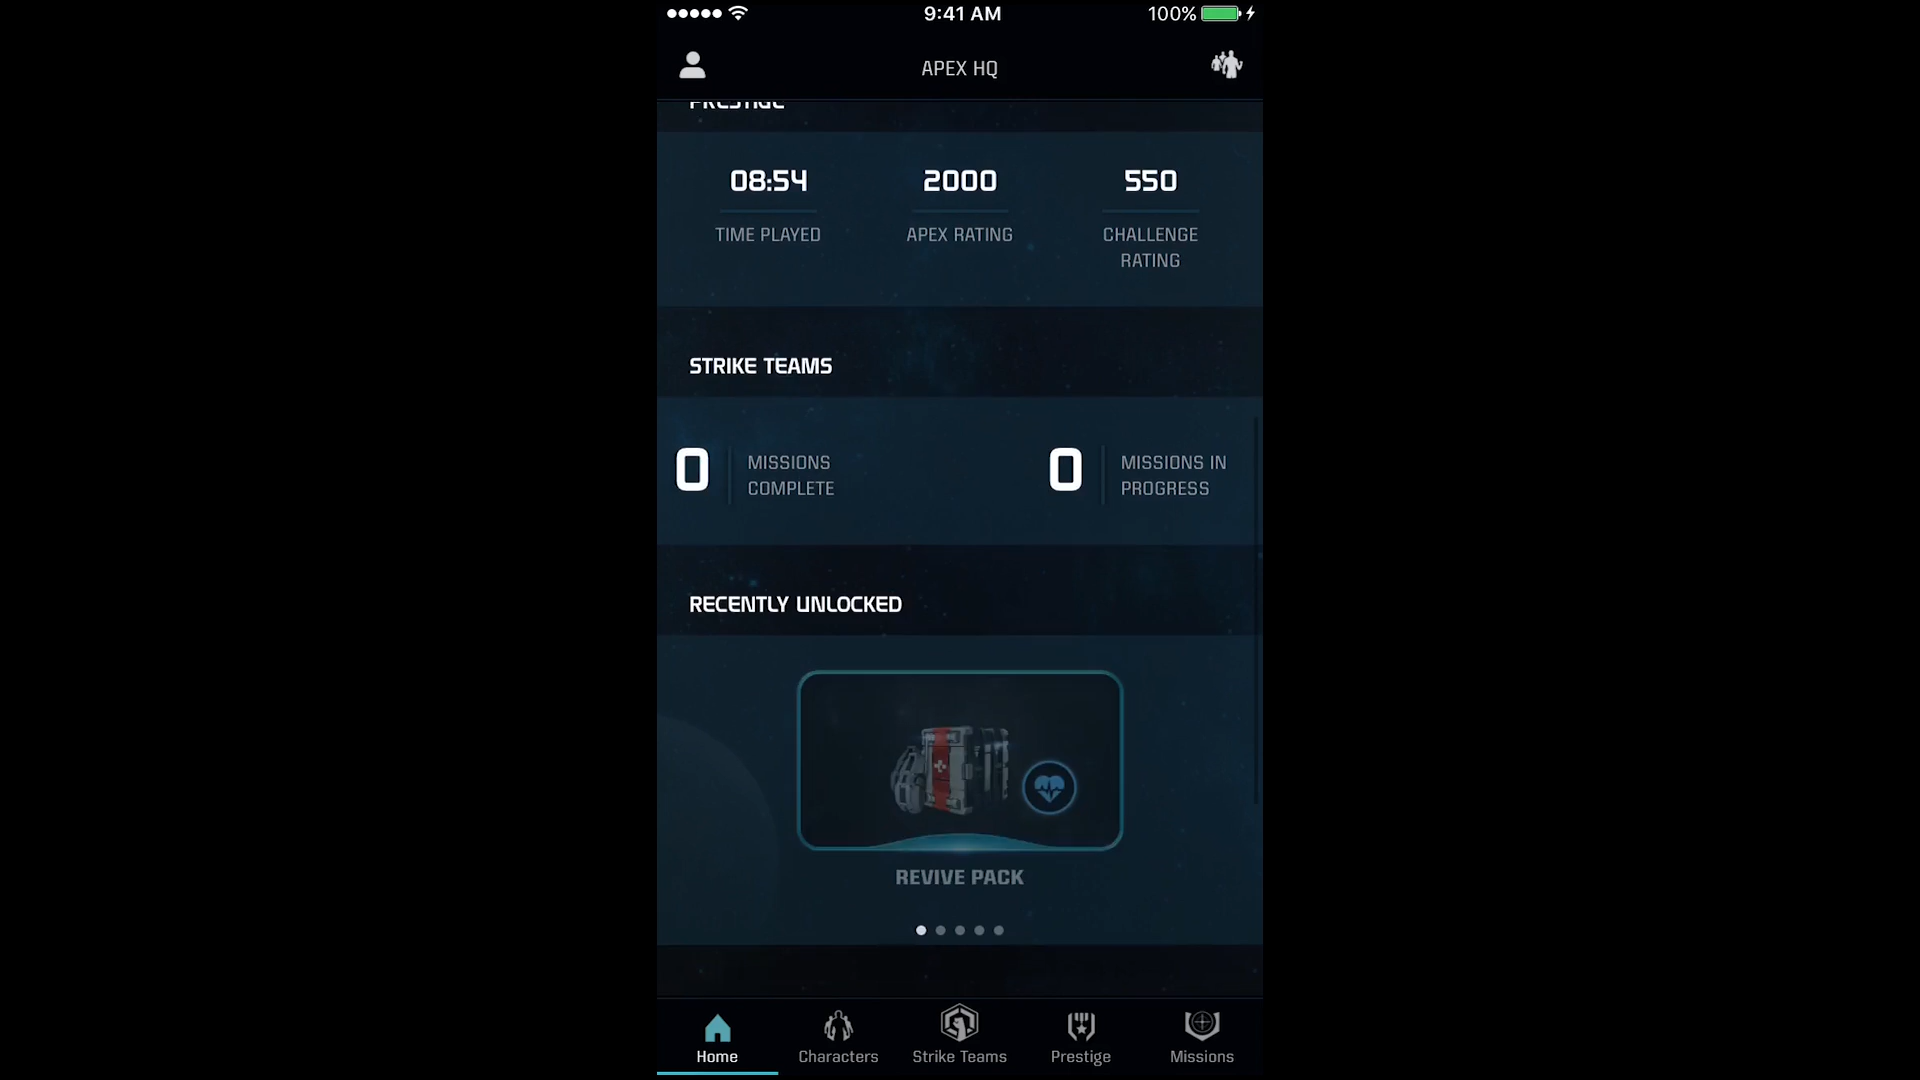 9:41 AM
100%
APEX HQ
PRESTIGE
08:54
2000
550
TIME PLAYED
APEX RATING
CHALLENGE
RATING
STRIKE TEAMS
0
MISSIONS
COMPLETE
0
MISSIONS IN
PROGRESS
RECENTLY UNLOCKED
REVIVE PACK
Home
Characters
Strike Teams
Prestige
Missions